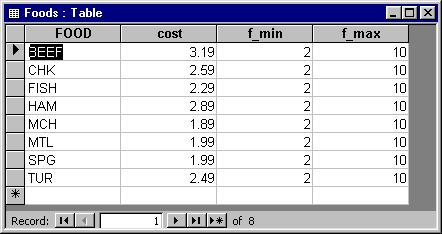 Foods : Table
FOOD cost f_min f_max
BEEF 3.19 2 10
CHK 2.59 2 10
FISH 2.29 2 10
HAM 2.89 2 10
MCH 1.89 2 10
MTL 1.99 2 10
SPG 1.99 2 10
TUR 2.49 2 10
Record: 1 of 8